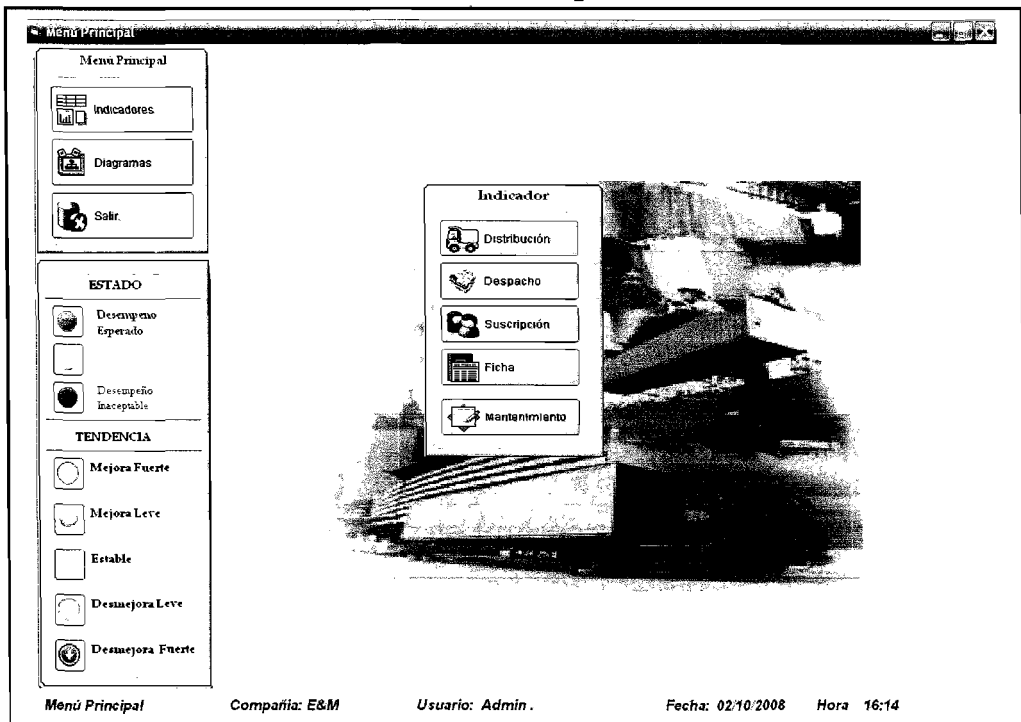 Menú Principal
Menú Principal
Indicadores
Diagramas
Salir.
ESTADO
Desempeno
Esperado
Desempeño
Inaceptable
TENDENCIA
Mejora Fuerte
Mejora Leve
Estable
Desmejora Leve
Desmejora Fuerte
Indicador
Distribución
Despacho
Suscripción
Ficha
Mantenimiento
Menú Principal Compañia: E&M Usuario: Admin . Fecha: 02/10/2008 Hora 16:14